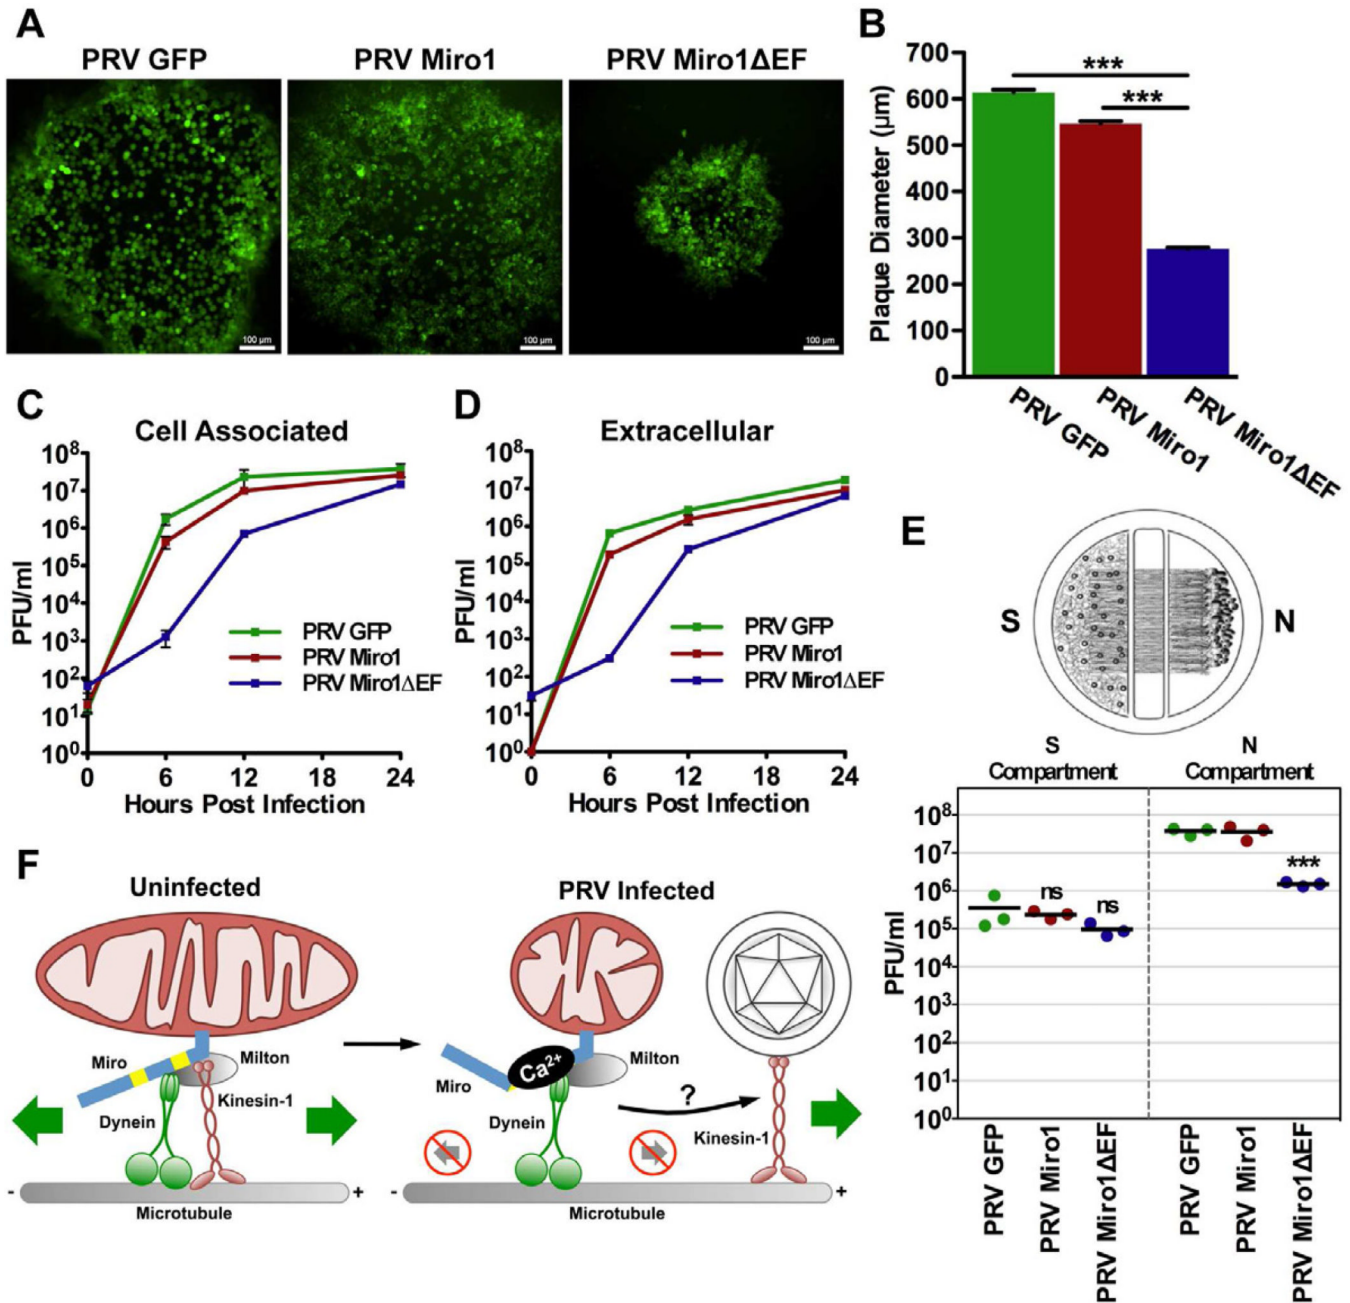 A
PRV GFP
PRV Miro1
PRV Miro1ΔEF
100 µm
100 µm
100 µm
B
Plaque Diameter (µm)
700
600
500
400
300
200
100
0
***
***
PRV GFP
PRV Miro1
PRV Miro1ΔEF
C
Cell Associated
PFU/ml
10⁸
10⁷
10⁶
10⁵
10⁴
10³
10²
10¹
10⁰
PRV GFP
PRV Miro1
PRV Miro1ΔEF
0 6 12 18 24
Hours Post Infection
D
Extracellular
PFU/ml
10⁸
10⁷
10⁶
10⁵
10⁴
10³
10²
10¹
10⁰
PRV GFP
PRV Miro1
PRV Miro1ΔEF
0 6 12 18 24
Hours Post Infection
E
S
N
S
Compartment
N
Compartment
PFU/ml
10⁸
10⁷
10⁶
10⁵
10⁴
10³
10²
10¹
10⁰
ns
ns
***
PRV GFP
PRV Miro1
PRV Miro1ΔEF
PRV GFP
PRV Miro1
PRV Miro1ΔEF
F
Uninfected
Miro
Milton
Kinesin-1
Dynein
- +
Microtubule
PRV Infected
Ca²⁺
Miro
Milton
Dynein
?
Kinesin-1
- +
Microtubule